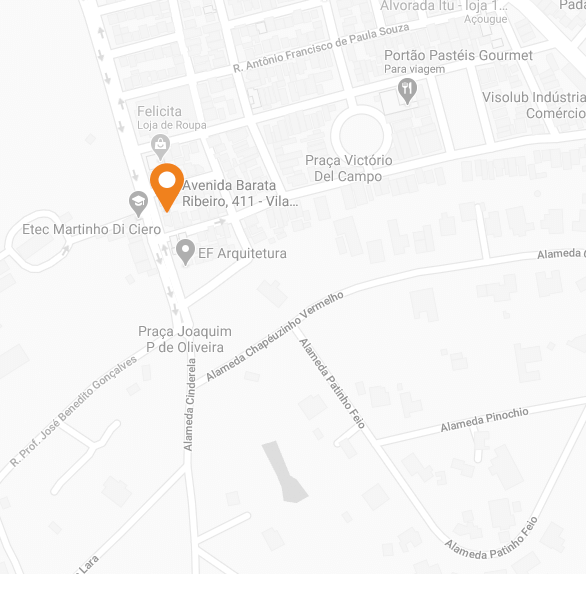 Alvorada Itu - loja 1...
Açougue
Pada
R. Antônio Francisco de Paula Souza
Portão Pastéis Gourmet
Para viagem
Visolub Indústria
Comércio
Felicita
Loja de Roupa
Praça Victório
Del Campo
Avenida Barata
Ribeiro, 411 - Vila...
Etec Martinho Di Ciero
EF Arquitetura
Alameda
Alameda Chapéuzinho Vermelho
Praça Joaquim
P de Oliveira
R. Prof. José Benedito Gonçalves
Alameda Cinderela
Alameda Patinho Feio
Alameda Pinochio
Alameda Patinho Feio
Lara